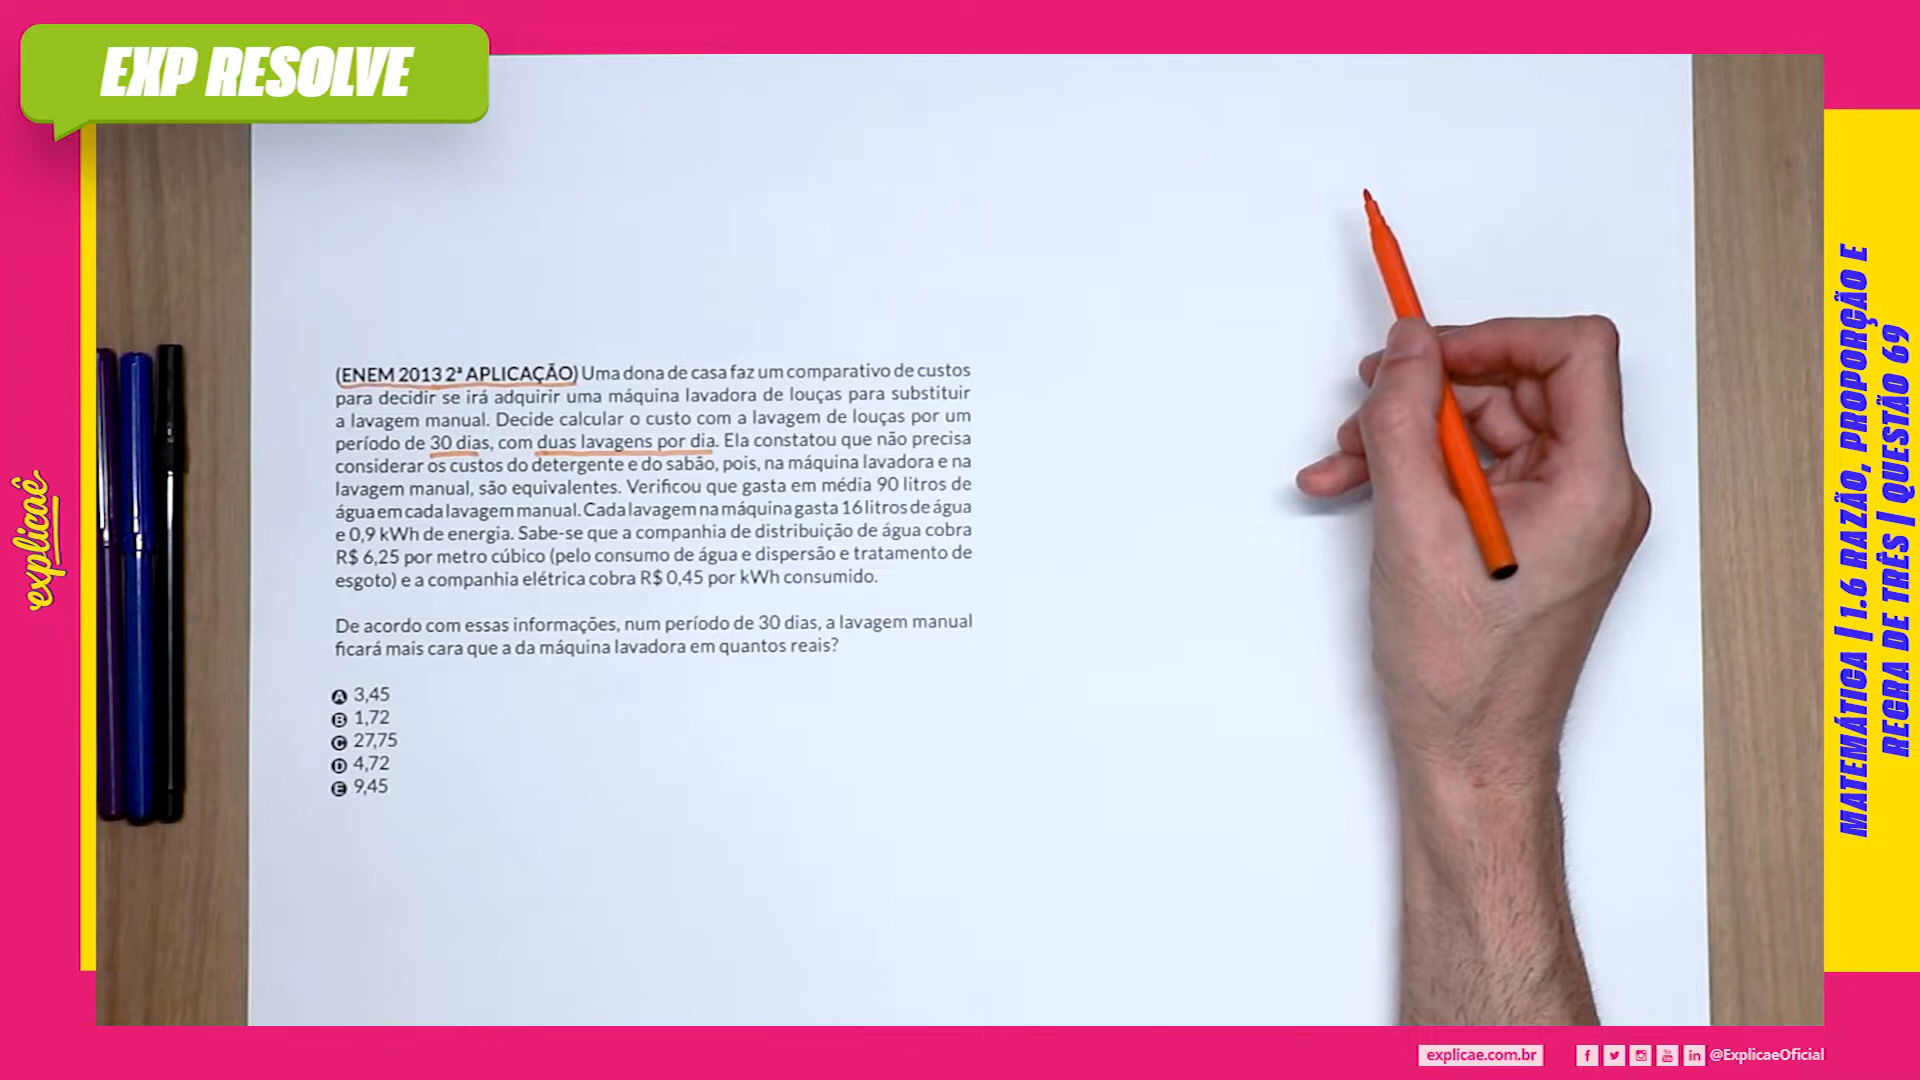 EXP RESOLVE
(ENEM 2013 2ª APLICAÇÃO) Uma dona de casa faz um comparativo de custos
para decidir se irá adquirir uma máquina lavadora de louças para substituir
a lavagem manual. Decide calcular o custo com a lavagem de louças por um
período de 30 dias, com duas lavagens por dia. Ela constatou que não precisa
considerar os custos do detergente e do sabão, pois, na máquina lavadora e na
lavagem manual, são equivalentes. Verificou que gasta em média 90 litros de
água em cada lavagem manual. Cada lavagem na máquina gasta 16 litros de água
e 0,9 kWh de energia. Sabe-se que a companhia de distribuição de água cobra
R$ 6,25 por metro cúbico (pelo consumo de água e dispersão e tratamento de
esgoto) e a companhia elétrica cobra R$ 0,45 por kWh consumido.
De acordo com essas informações, num período de 30 dias, a lavagem manual
ficará mais cara que a da máquina lavadora em quantos reais?
A 3,45
B 1,72
C 27,75
D 4,72
E 9,45
explicaê
MATEMÁTICA | 1.6 RAZÃO, PROPORÇÃO E
REGRA DE TRÊS | QUESTÃO 69
explicae.com.br
@ExplicaeOficial